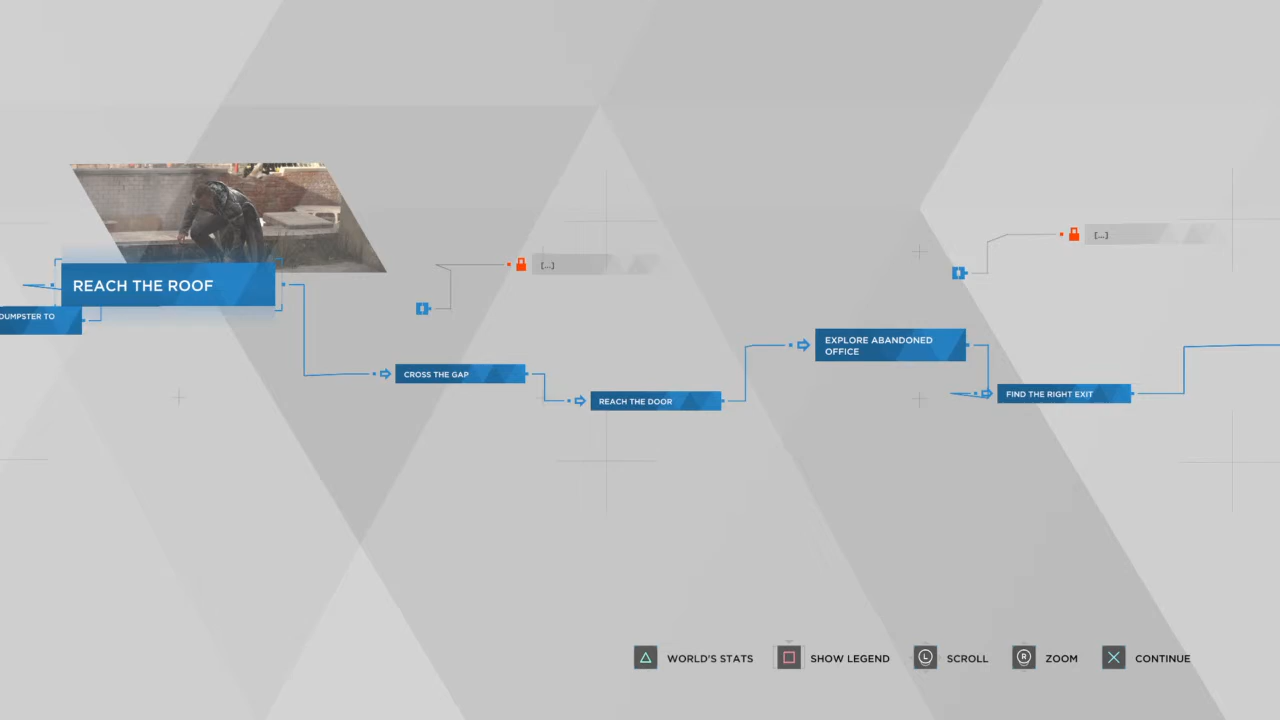 REACH THE ROOF
DUMPSTER TO
[...]
CROSS THE GAP
REACH THE DOOR
EXPLORE ABANDONED
OFFICE
[...]
FIND THE RIGHT EXIT
WORLD'S STATS
SHOW LEGEND
L
SCROLL
R
ZOOM
CONTINUE